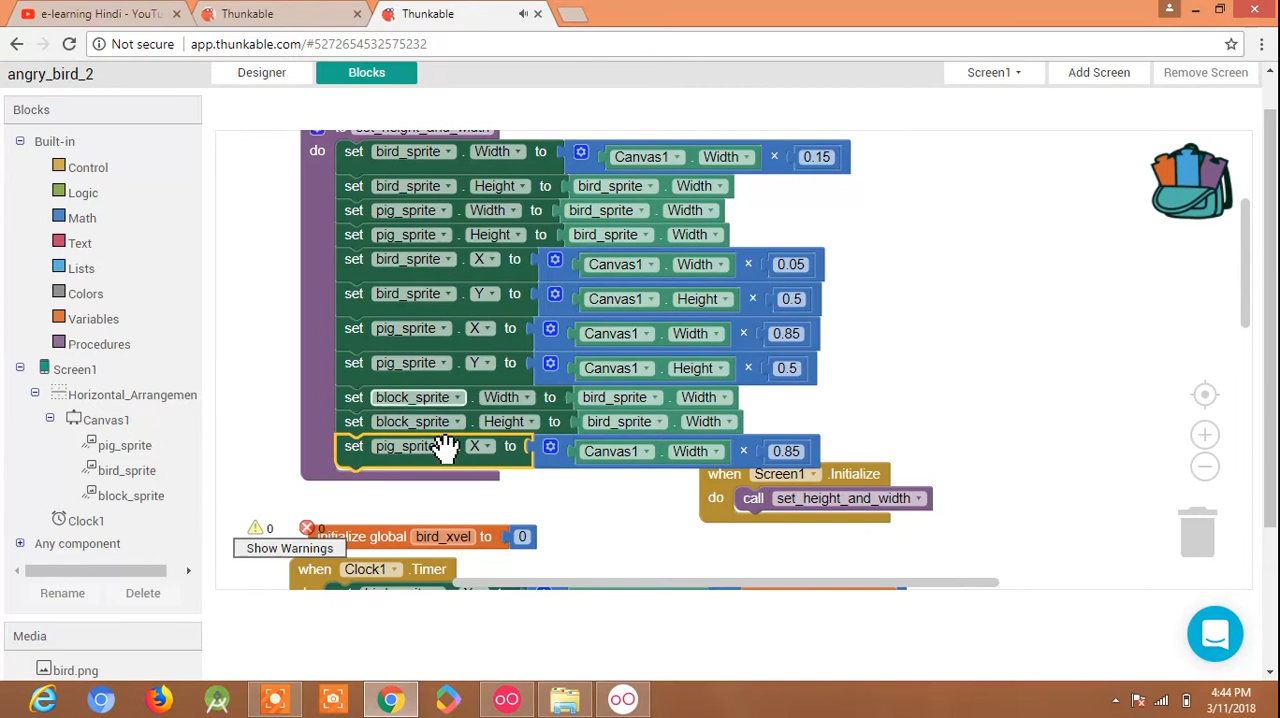 e-learning Hindi - YouTu
Thunkable
Thunkable
Not secure
app.thunkable.com/#5272654532575232
angry_bird_2
Designer
Blocks
Screen1
Add Screen
Remove Screen
Blocks
Built-in
Control
Logic
Math
Text
Lists
Colors
Variables
Procedures
Screen1
Horizontal_Arrangemen
Canvas1
pig_sprite
bird_sprite
block_sprite
Clock1
Any component
Rename
Delete
Media
bird.png
to set_height_and_width
do
set bird_sprite . Width to Canvas1 . Width × 0.15
set bird_sprite . Height to bird_sprite . Width
set pig_sprite . Width to bird_sprite . Width
set pig_sprite . Height to bird_sprite . Width
set bird_sprite . X to Canvas1 . Width × 0.05
set bird_sprite . Y to Canvas1 . Height × 0.5
set pig_sprite . X to Canvas1 . Width × 0.85
set pig_sprite . Y to Canvas1 . Height × 0.5
set block_sprite . Width to bird_sprite . Width
set block_sprite . Height to bird_sprite . Width
set pig_sprite . X to Canvas1 . Width × 0.85
when Screen1 .Initialize
do call set_height_and_width
0 0
Show Warnings
initialize global bird_xvel to 0
when Clock1 .Timer
4:44 PM
3/11/2018